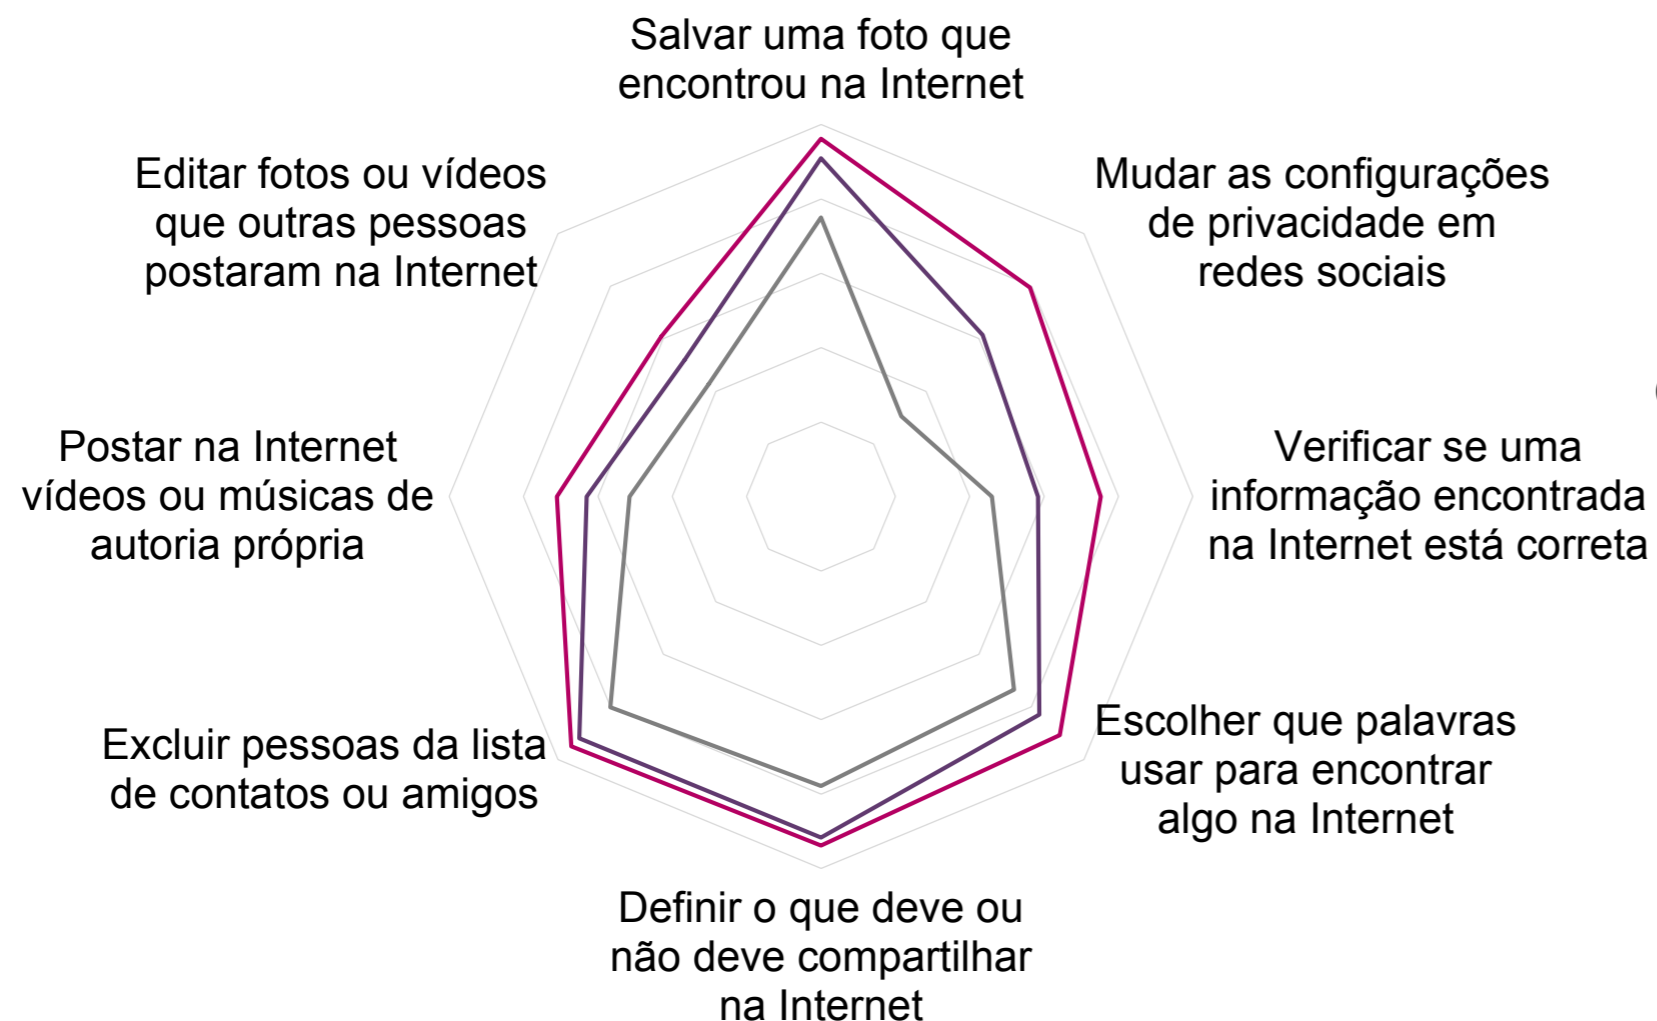 Salvar uma foto que
encontrou na Internet
Mudar as configurações
de privacidade em
redes sociais
Verificar se uma
informação encontrada
na Internet está correta
Escolher que palavras
usar para encontrar
algo na Internet
Definir o que deve ou
não deve compartilhar
na Internet
Excluir pessoas da lista
de contatos ou amigos
Postar na Internet
vídeos ou músicas de
autoria própria
Editar fotos ou vídeos
que outras pessoas
postaram na Internet